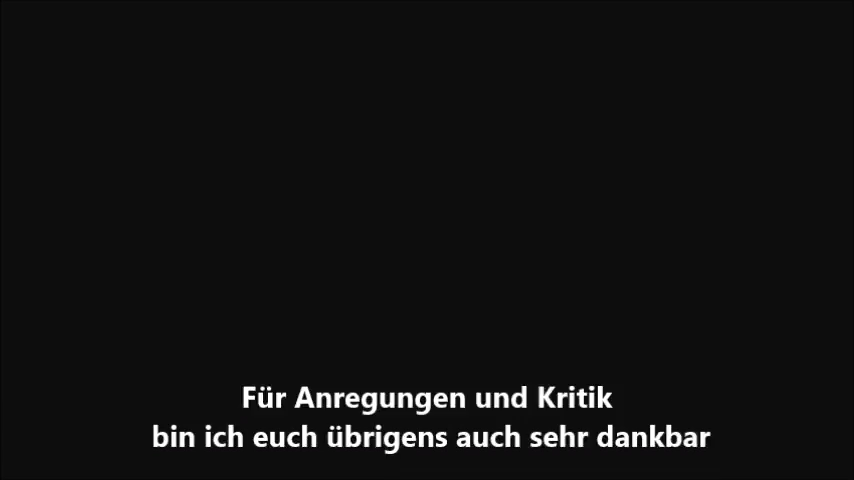 Für Anregungen und Kritik
bin ich euch übrigens auch sehr dankbar